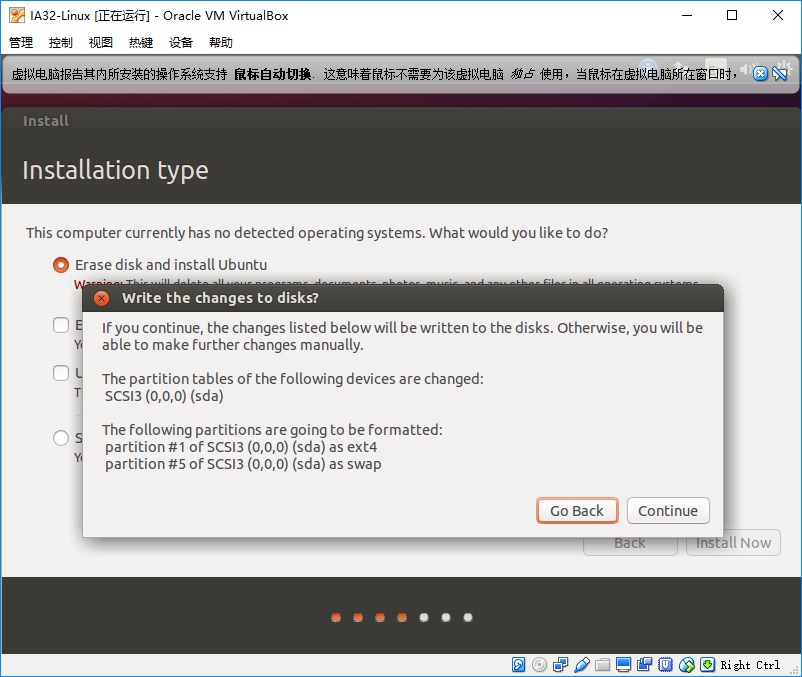 IA32-Linux [正在运行] - Oracle VM VirtualBox
管理 控制 视图 热键 设备 帮助
虚拟电脑报告其内所安装的操作系统支持 鼠标自动切换. 这意味着鼠标不需要为该虚拟电脑 独占 使用，当鼠标在虚拟电脑所在窗口时，
Install
Installation type
This computer currently has no detected operating systems. What would you like to do?
Erase disk and install Ubuntu
Warning: This will delete all your programs, documents, photos, music, and any other files in all operating systems.
Write the changes to disks?
E
If you continue, the changes listed below will be written to the disks. Otherwise, you will be
able to make further changes manually.
The partition tables of the following devices are changed:
SCSI3 (0,0,0) (sda)
The following partitions are going to be formatted:
S
partition #1 of SCSI3 (0,0,0) (sda) as ext4
partition #5 of SCSI3 (0,0,0) (sda) as swap
Go Back Continue
Back Install Now
Right Ctrl